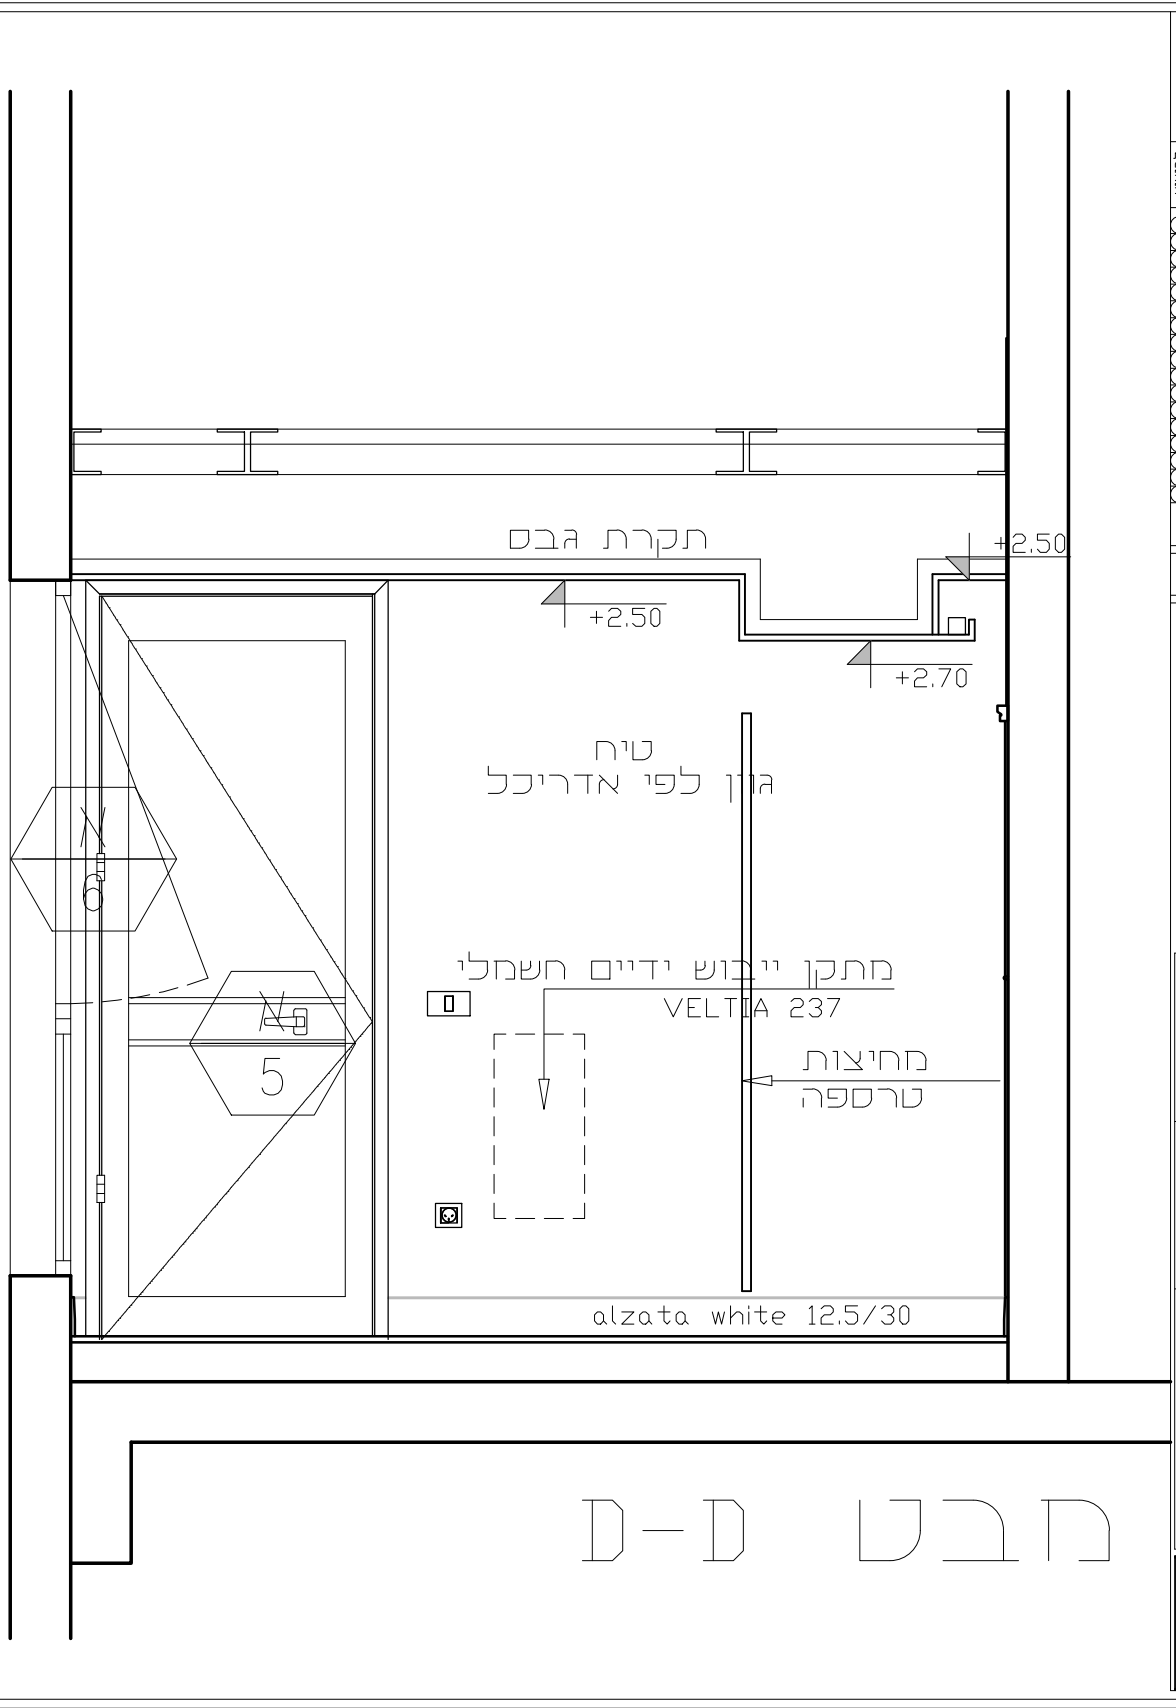 תקרת גבס
+2.50
+2.50
+2.70
טיח
גוון לפי אדריכל
6
מתקן ייבוש ידיים חשמלי
VELTIA 237
5
מחיצות
טרספה
alzata white 12.5/30
מבט D-D